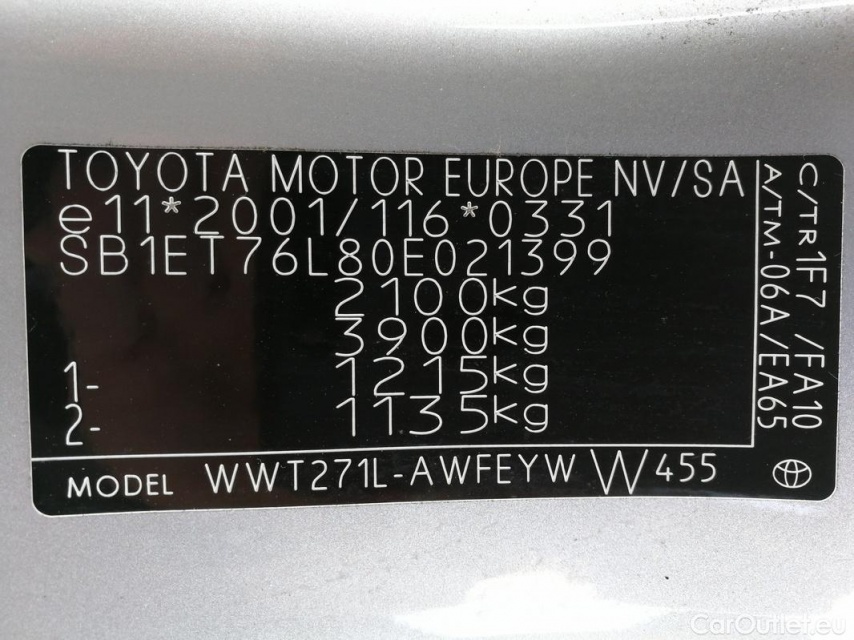 TOYOTA MOTOR EUROPE NV/SA
e11*2001/116*0331
SB1ET76L80E021399
2100kg
3900kg
1- 1215kg
2- 1135kg
MODEL WWT271L-AWFEYW W455
C/TR1F7 /FA10
A/TM-06A/EA65
CarOutlet.eu